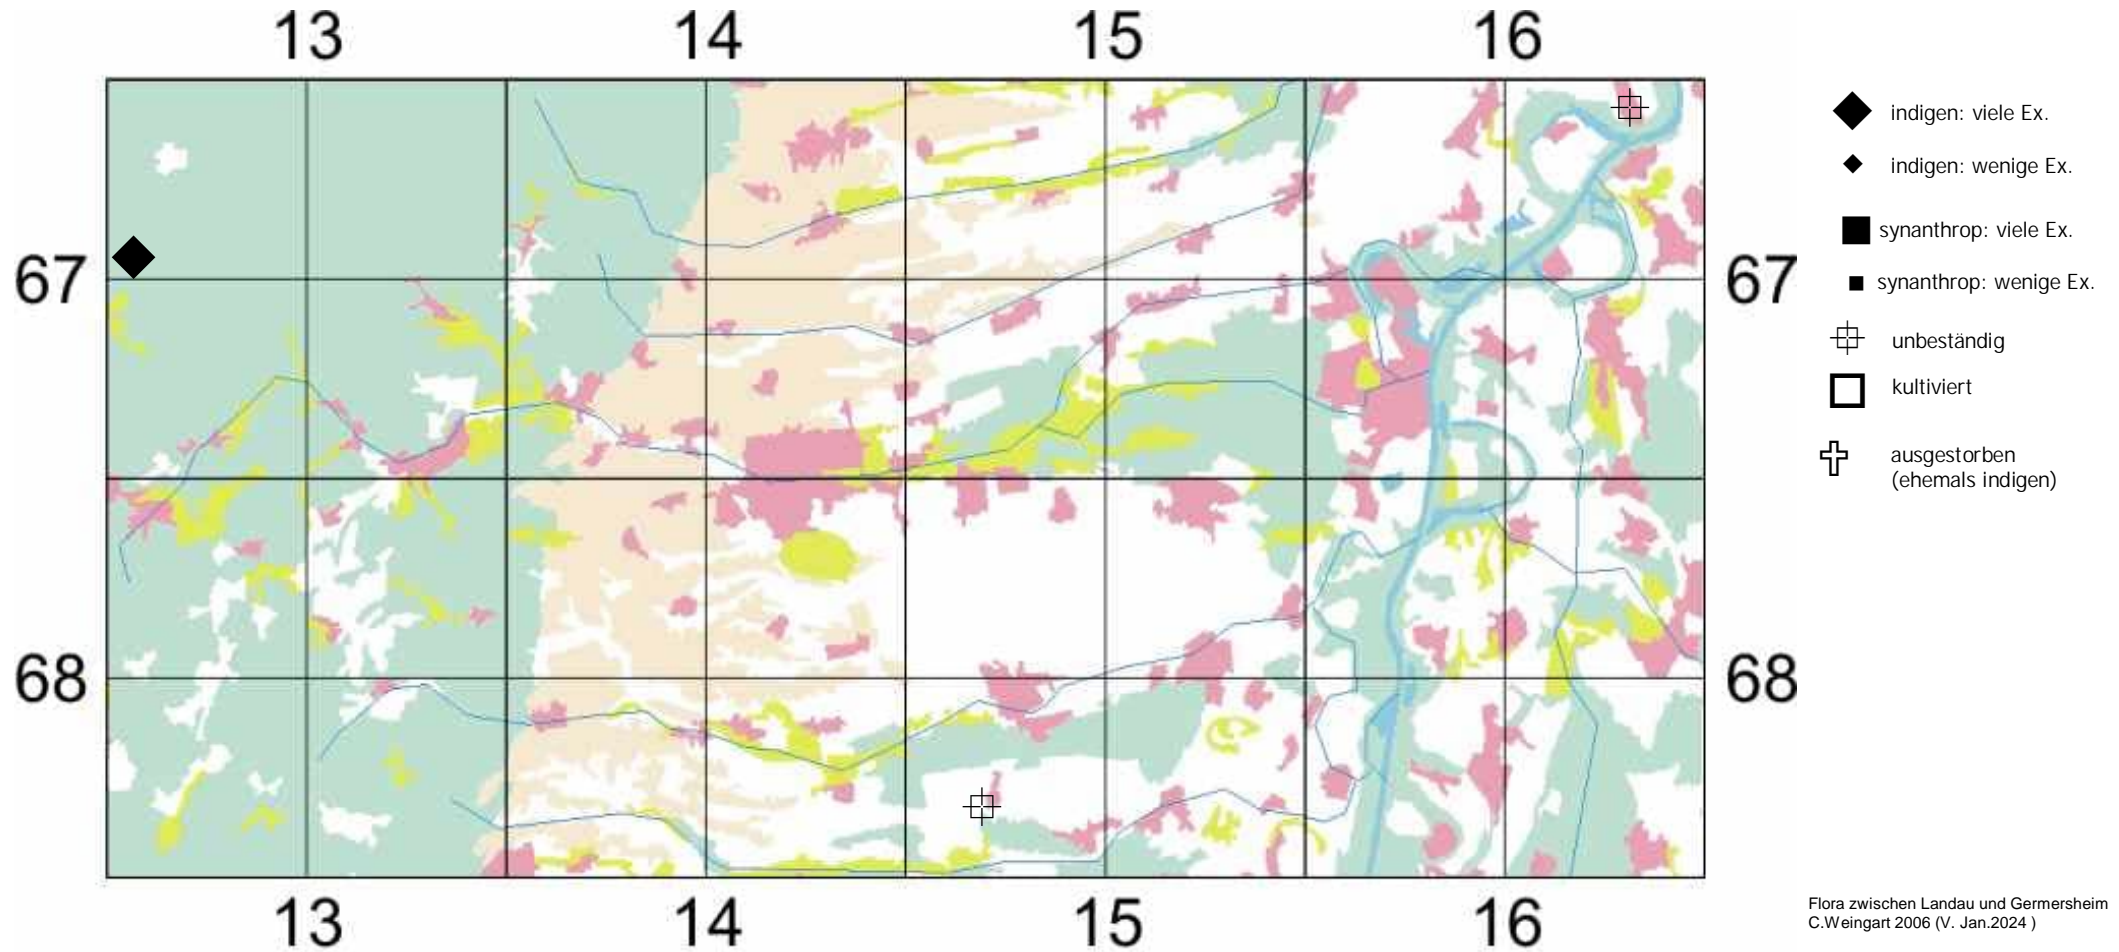 13 14 15 16
indigen: viele Ex.
indigen: wenige Ex.
synanthrop: viele Ex.
67 67
synanthrop: wenige Ex.
unbeständig
kultiviert
ausgestorben
(ehemals indigen)
68 68
13 14 15 16
Flora zwischen Landau und Germersheim
C.Weingart 2006 (V. Jan.2024 )